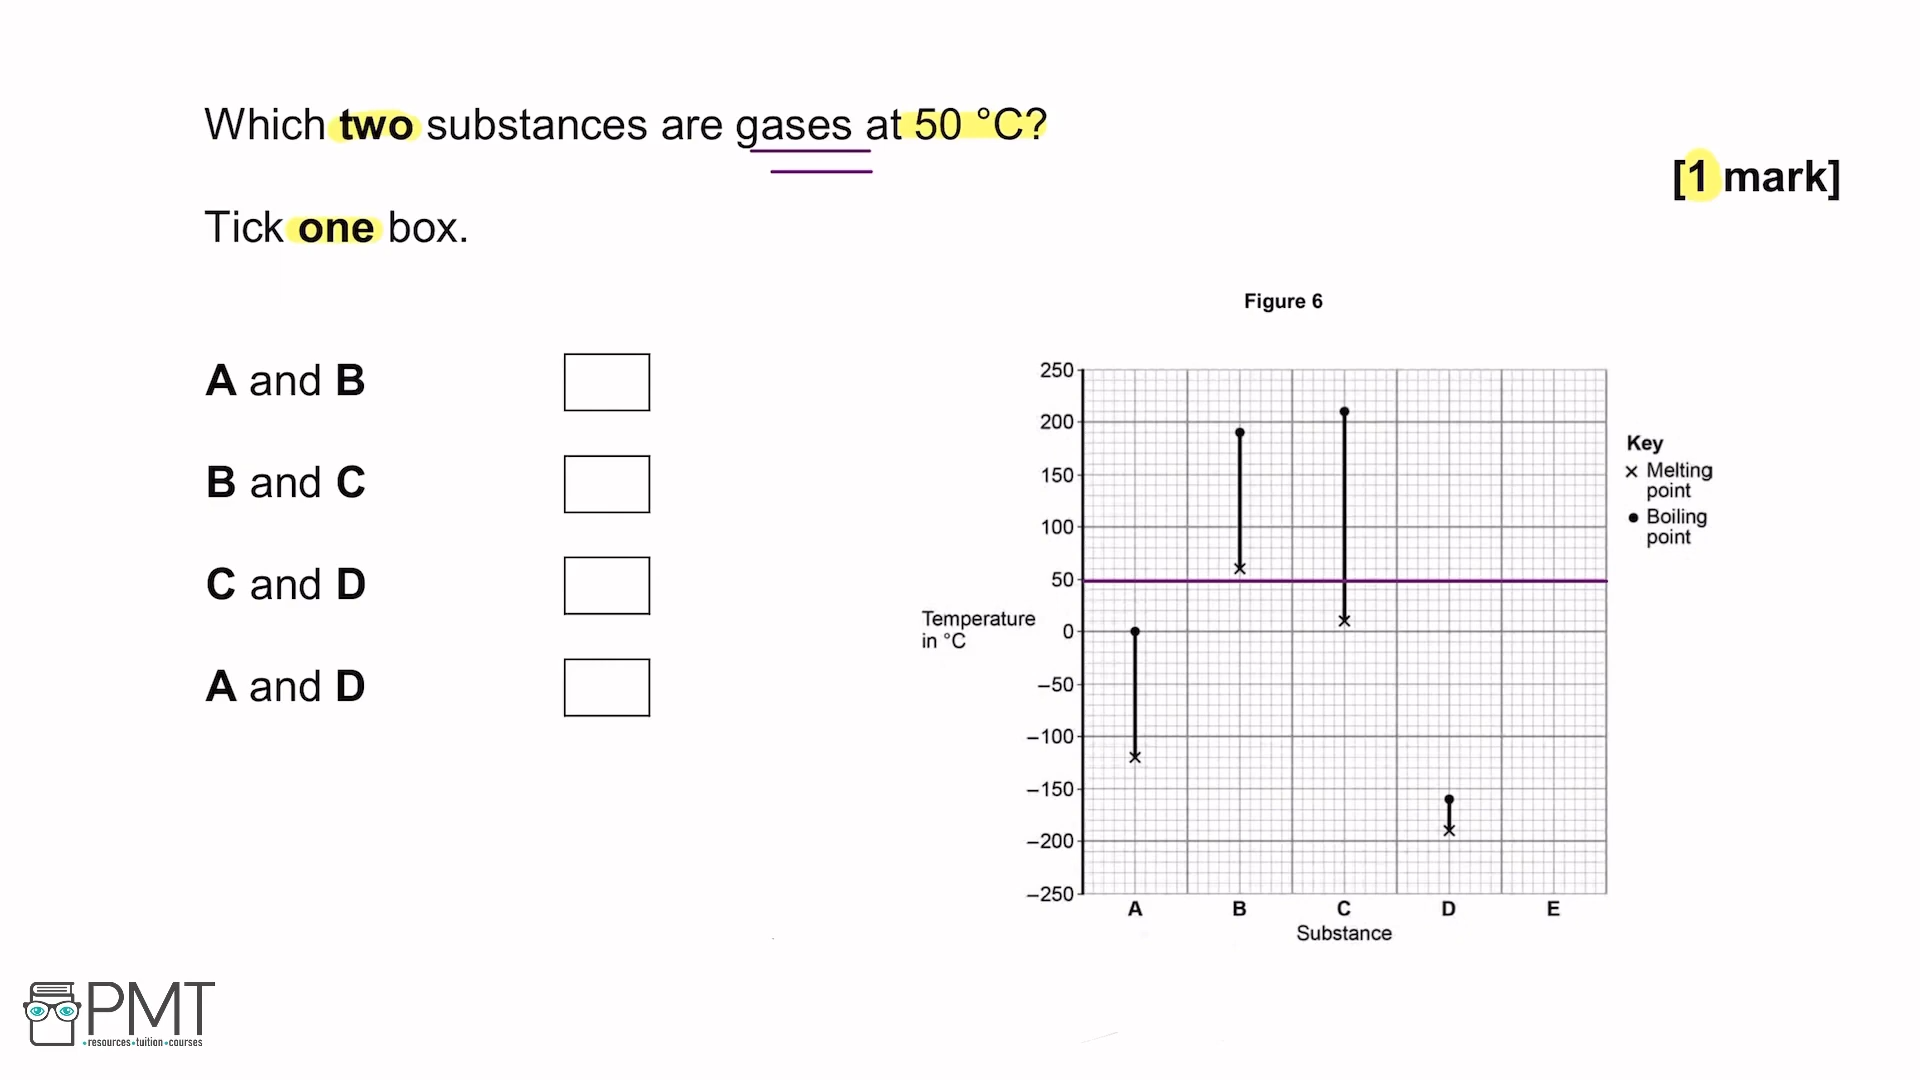 Which two substances are gases at 50 °C?
[1 mark]
Tick one box.
A and B
B and C
C and D
A and D
Figure 6
250
200
150
100
50
0
–50
–100
–150
–200
–250
Temperature
in °C
A B C D E
Substance
Key
× Melting
point
● Boiling
point
PMT
•resources•tuition•courses